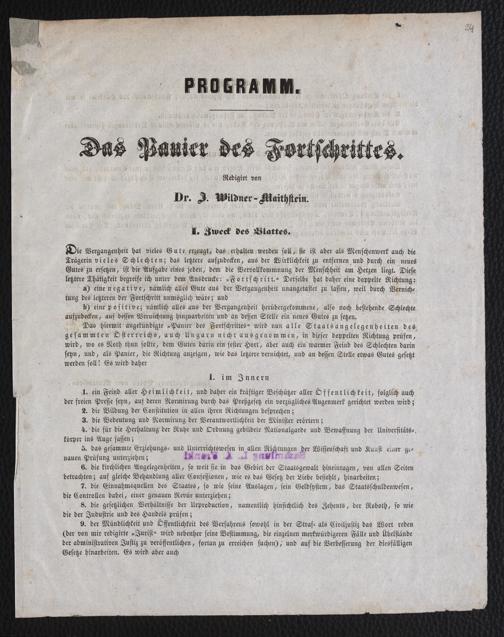 24
PROGRAMM.
Das Panier des Fortschrittes.
Redigirt von
Dr. J. Wildner-Maithstein.
I. Zweck des Blattes.
Die Vergangenheit hat vieles Gute erzeugt, das erhalten werden soll, sie ist aber als Menschenwerk auch die
Trägerin vieles Schlechten; das letztere aufzudecken, aus der Wirklichkeit zu entfernen und durch ein neues
Gutes zu ersetzen, ist die Aufgabe eines jeden, dem die Vervollkommnung der Menschheit am Herzen liegt. Diese
letztere Thätigkeit begreife ich unter dem Ausdrucke: »Fortschritt.« Derselbe hat daher eine doppelte Richtung:
a) eine negative, nämlich alles Gute aus der Vergangenheit unangetastet zu lassen, weil durch Vernich-
tung des letzteren der Fortschritt unmöglich wäre; und
b) eine positive; nämlich alles aus der Vergangenheit herübergekommene, also noch bestehende Schlechte
aufzudecken, auf dessen Vernichtung hinzuarbeiten und an dessen Stelle ein neues Gutes zu setzen.
Das hiermit angekündigte »Panier des Fortschrittes« wird nun alle Staatsangelegenheiten des
gesammten Österreichs, auch Ungarn nicht ausgenommen, in dieser doppelten Richtung prüfen,
wird, wo es Noth thun sollte, dem Guten darin ein fester Hort, aber auch ein warmer Feind des Schlechten darin
seyn, und, als Panier, die Richtung anzeigen, wie das letztere vernichtet, und an dessen Stelle etwas Gutes gesetzt
werden soll! Es wird daher
I. im Innern
1. ein Feind aller Heimlichkeit, und daher ein kräftiger Beschützer aller Öffentlichkeit, folglich auch
der freien Presse seyn, auf deren Normirung durch das Preßgesetz ein vorzügliches Augenmerk gerichtet werden wird;
2. die Bildung der Constitution in allen ihren Richtungen besprechen;
3. die Bedeutung und Normirung der Verantwortlichkeit der Minister erörtern;
4. die für die Herhaltung der Ruhe und Ordnung gebildete Nationalgarde und Bewaffnung der Universitäts-
körper ins Auge fassen;
5. das gesammte Erziehungs- und Unterrichtswesen in allen Richtungen der Wissenschaft und Kunst einer ge-
nauen Prüfung unterziehen;
6. die kirchlichen Angelegenheiten, so weit sie in das Gebiet der Staatsgewalt hineinragen, von allen Seiten
betrachten; auf gleiche Behandlung aller Confessionen, wie es das Gesetz der Liebe befiehlt, hinarbeiten;
7. die Einnahmsquellen des Staates, so wie seine Auslagen, sein Geldsystem, das Staatsschuldenwesen,
die Controllen dabei, einer genauen Revue unterziehen;
8. die gesetzlichen Verhältnisse der Urproduction, namentlich hinsichtlich des Zehents, der Roboth, so wie
die der Industrie und des Handels prüfen;
9. der Mündlichkeit und Öffentlichkeit des Verfahrens sowohl in der Straf- als Civiljustiz das Wort reden
(der von mir redigirte »Jurist« wird nebenher seine Bestimmung, die einzelnen merkwürdigeren Fälle und Übelstände
der administrativen Justiz zu veröffentlichen, fortan zu erreichen suchen), und auf die Verbesserung der diesfälligen
Gesetze hinarbeiten. Es wird aber auch